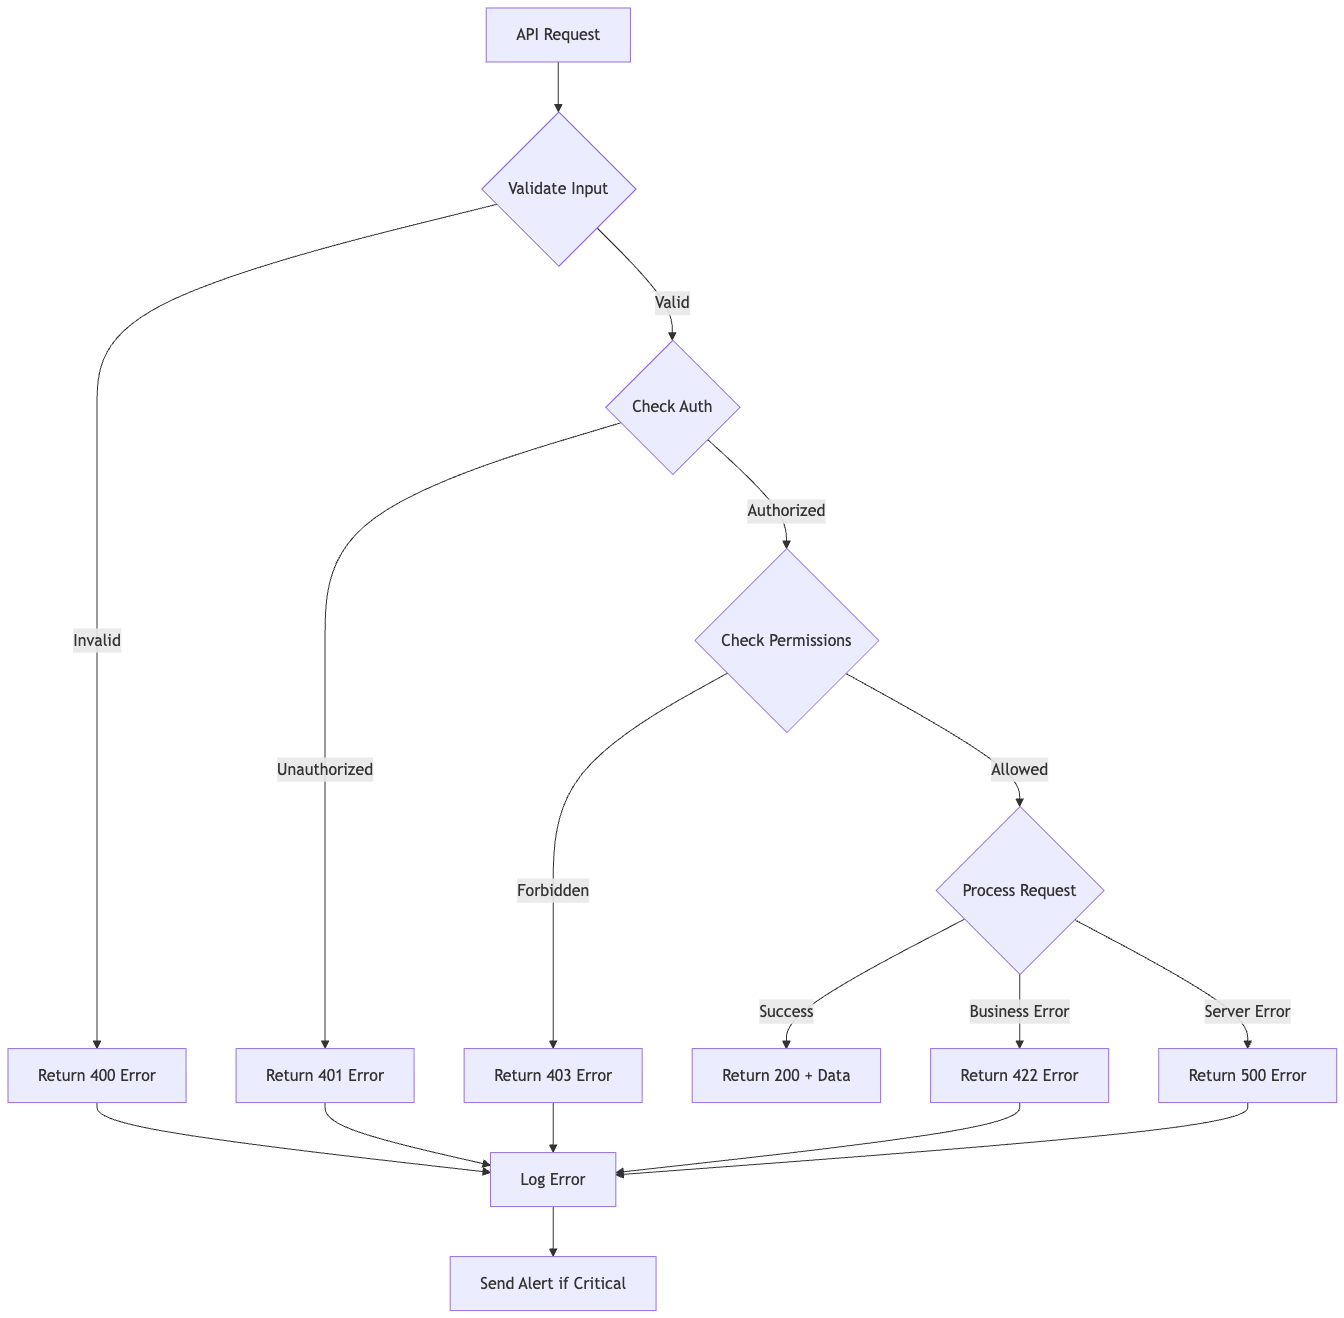 API Request
Validate Input
Valid
Check Auth
Authorized
Invalid
Check Permissions
Unauthorized
Allowed
Forbidden
Process Request
Success
Business Error
Server Error
Return 400 Error
Return 401 Error
Return 403 Error
Return 200 + Data
Return 422 Error
Return 500 Error
Log Error
Send Alert if Critical